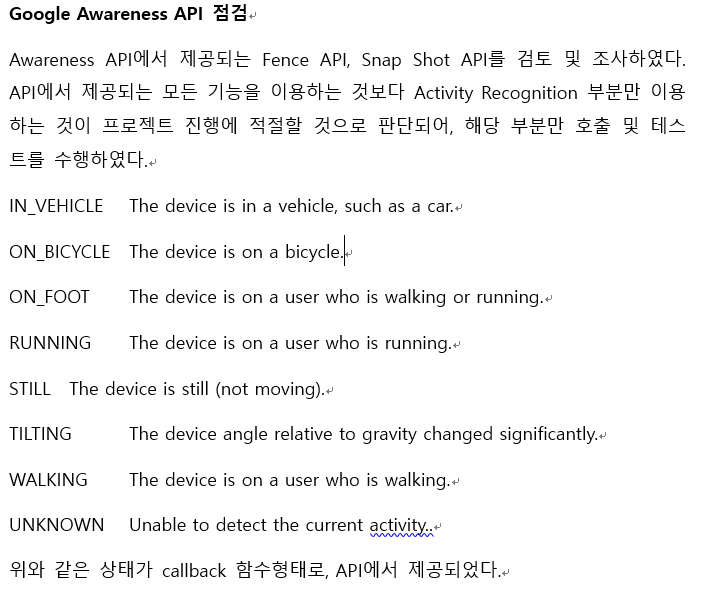 Google Awareness API 점검
Awareness API에서 제공되는 Fence API, Snap Shot API를 검토 및 조사하였다.
API에서 제공되는 모든 기능을 이용하는 것보다 Activity Recognition 부분만 이용
하는 것이 프로젝트 진행에 적절할 것으로 판단되어, 해당 부분만 호출 및 테스
트를 수행하였다.
IN_VEHICLE The device is in a vehicle, such as a car.
ON_BICYCLE The device is on a bicycle.
ON_FOOT The device is on a user who is walking or running.
RUNNING The device is on a user who is running.
STILL The device is still (not moving).
TILTING The device angle relative to gravity changed significantly.
WALKING The device is on a user who is walking.
UNKNOWN Unable to detect the current activity..
위와 같은 상태가 callback 함수형태로, API에서 제공되었다.